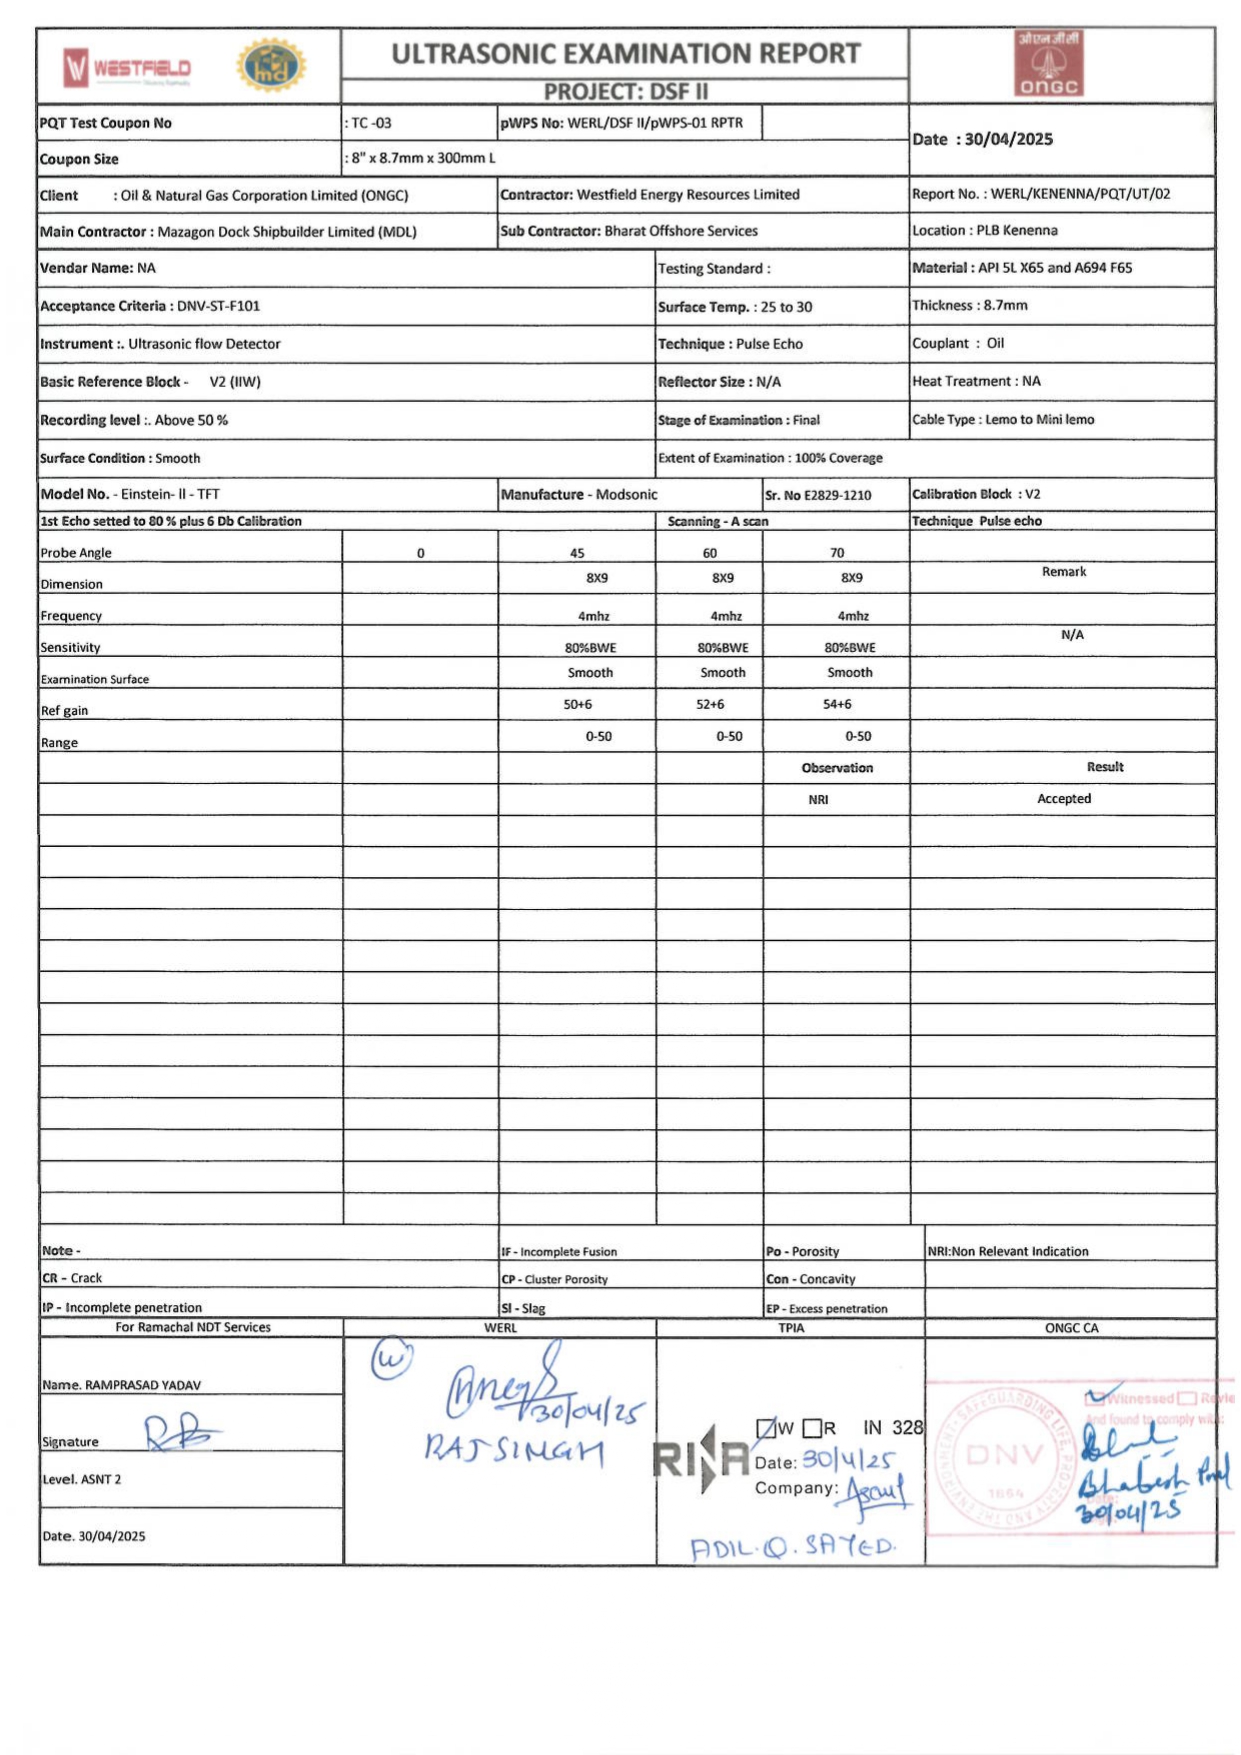 WESTFIELD
md
ULTRASONIC EXAMINATION REPORT
PROJECT: DSF II
ओएनजीसी
ONGC
PQT Test Coupon No : TC -03 pWPS No: WERL/DSF II/pWPS-01 RPTR
Date : 30/04/2025
Coupon Size : 8" x 8.7mm x 300mm L
Client : Oil & Natural Gas Corporation Limited (ONGC) Contractor: Westfield Energy Resources Limited Report No. : WERL/KENENNA/PQT/UT/02
Main Contractor : Mazagon Dock Shipbuilder Limited (MDL) Sub Contractor: Bharat Offshore Services Location : PLB Kenenna
Vendar Name: NA Testing Standard : Material : API 5L X65 and A694 F65
Acceptance Criteria : DNV-ST-F101 Surface Temp. : 25 to 30 Thickness : 8.7mm
Instrument :. Ultrasonic flow Detector Technique : Pulse Echo Couplant : Oil
Basic Reference Block - V2 (IIW) Reflector Size : N/A Heat Treatment : NA
Recording level :. Above 50 % Stage of Examination : Final Cable Type : Lemo to Mini lemo
Surface Condition : Smooth Extent of Examination : 100% Coverage
Model No. - Einstein- II - TFT Manufacture - Modsonic Sr. No E2829-1210 Calibration Block : V2
1st Echo setted to 80 % plus 6 Db Calibration Scanning - A scan Technique Pulse echo
Probe Angle 0 45 60 70
Dimension 8X9 8X9 8X9 Remark
Frequency 4mhz 4mhz 4mhz
Sensitivity 80%BWE 80%BWE 80%BWE N/A
Examination Surface Smooth Smooth Smooth
Ref gain 50+6 52+6 54+6
Range 0-50 0-50 0-50
Observation Result
NRI Accepted
Note - IF - Incomplete Fusion Po - Porosity NRI:Non Relevant Indication
CR - Crack CP - Cluster Porosity Con - Concavity
IP - Incomplete penetration Sl - Slag EP - Excess penetration
For Ramachal NDT Services WERL TPIA ONGC CA
Name. RAMPRASAD YADAV
Signature
Level. ASNT 2
Date. 30/04/2025
W
30/04/25
RAJ SINGH
RINA
W R IN 328
Date: 30/4/25
Company:
ADIL.Q.SAYED.
Witnessed
And found to comply with:
DNV
1864
Bhabesh
30/04/25